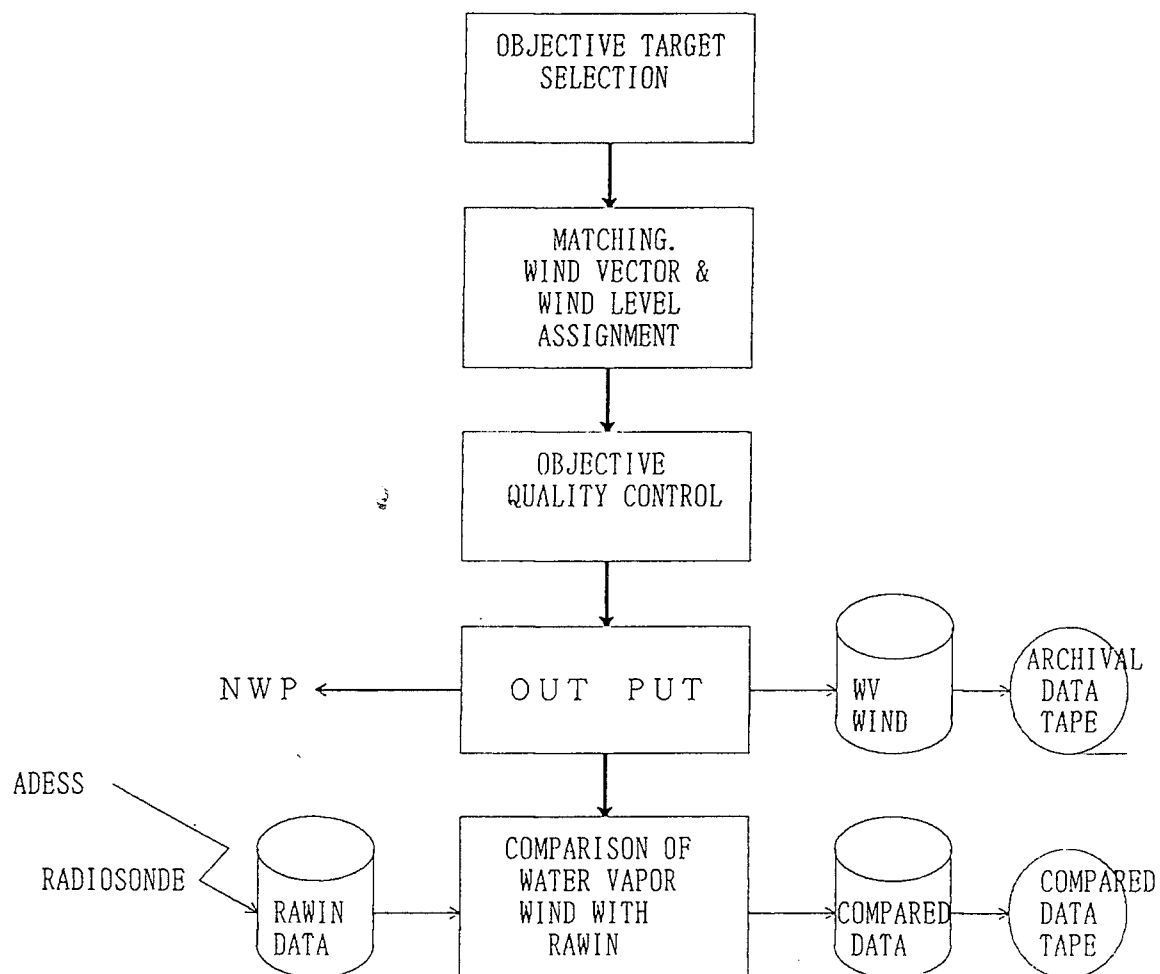 OBJECTIVE TARGET
SELECTION
MATCHING.
WIND VECTOR &
WIND LEVEL
ASSIGNMENT
OBJECTIVE
QUALITY CONTROL
NWP
OUT PUT
WV
WIND
ARCHIVAL
DATA
TAPE
ADESS
RADIOSONDE
RAWIN
DATA
COMPARISON OF
WATER VAPOR
WIND WITH
RAWIN
COMPARED
DATA
COMPARED
DATA
TAPE